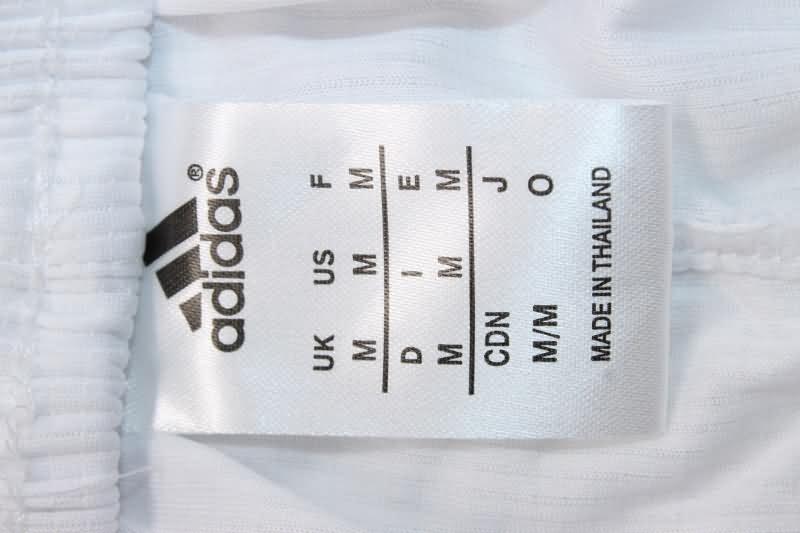 adidas®
UK US F
M M M
D I E
M M M
CDN J
M/M O
MADE IN THAILAND